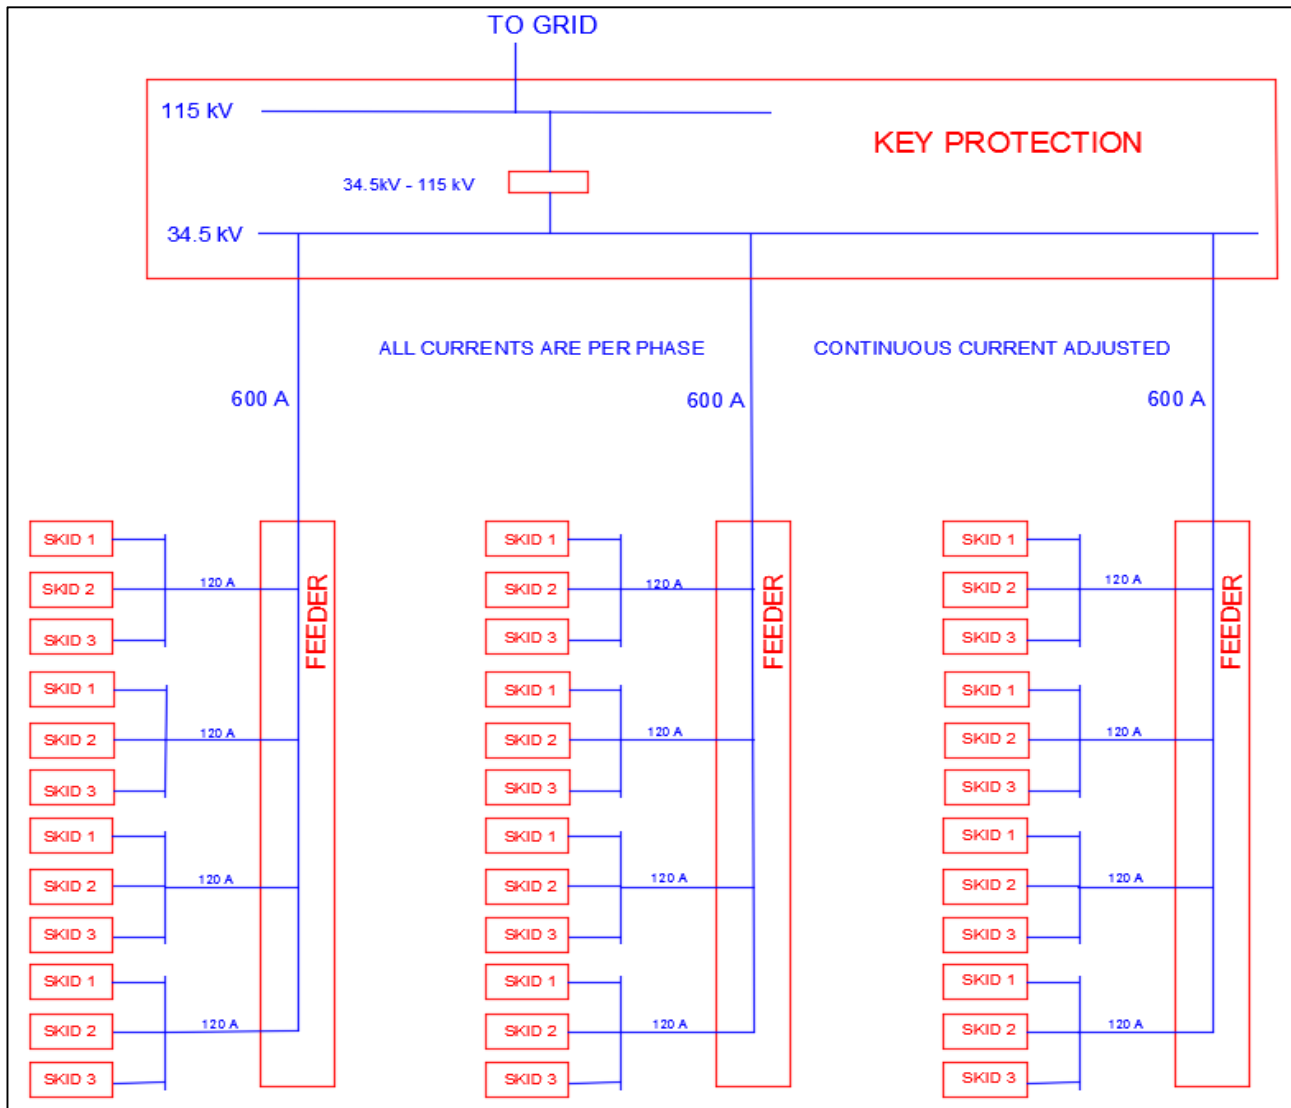 TO GRID
115 kV
KEY PROTECTION
34.5kV - 115 kV
34.5 kV
ALL CURRENTS ARE PER PHASE
CONTINUOUS CURRENT ADJUSTED
600 A
600 A
600 A
SKID 1
SKID 2
SKID 3
120 A
SKID 1
SKID 2
SKID 3
120 A
SKID 1
SKID 2
SKID 3
120 A
SKID 1
SKID 2
SKID 3
120 A
FEEDER
SKID 1
SKID 2
SKID 3
120 A
SKID 1
SKID 2
SKID 3
120 A
SKID 1
SKID 2
SKID 3
120 A
SKID 1
SKID 2
SKID 3
120 A
FEEDER
SKID 1
SKID 2
SKID 3
120 A
SKID 1
SKID 2
SKID 3
120 A
SKID 1
SKID 2
SKID 3
120 A
SKID 1
SKID 2
SKID 3
120 A
FEEDER